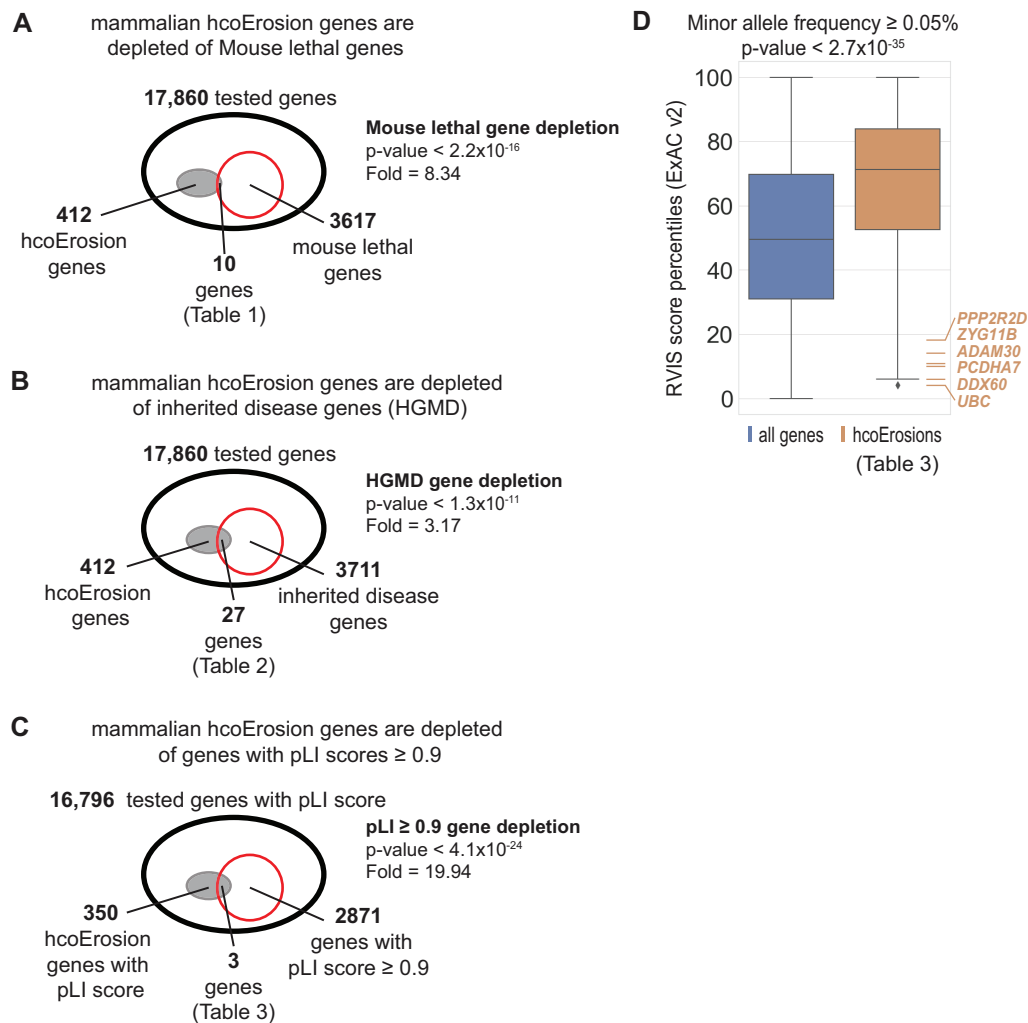 A
mammalian hcoErosion genes are
depleted of Mouse lethal genes
17,860 tested genes
Mouse lethal gene depletion
p-value < 2.2x10-16
Fold = 8.34
412
hcoErosion
genes
10
genes
(Table 1)
3617
mouse lethal
genes
B
mammalian hcoErosion genes are depleted
of inherited disease genes (HGMD)
17,860 tested genes
HGMD gene depletion
p-value < 1.3x10-11
Fold = 3.17
412
hcoErosion
genes
27
genes
(Table 2)
3711
inherited disease
genes
C
mammalian hcoErosion genes are depleted
of genes with pLI scores ≥ 0.9
16,796 tested genes with pLI score
pLI ≥ 0.9 gene depletion
p-value < 4.1x10-24
Fold = 19.94
350
hcoErosion
genes with
pLI score
3
genes
(Table 3)
2871
genes with
pLI score ≥ 0.9
D
Minor allele frequency ≥ 0.05%
p-value < 2.7x10-35
RVIS score percentiles (ExAC v2)
100
80
60
40
20
0
PPP2R2D
ZYG11B
ADAM30
PCDHA7
DDX60
UBC
all genes
hcoErosions
(Table 3)